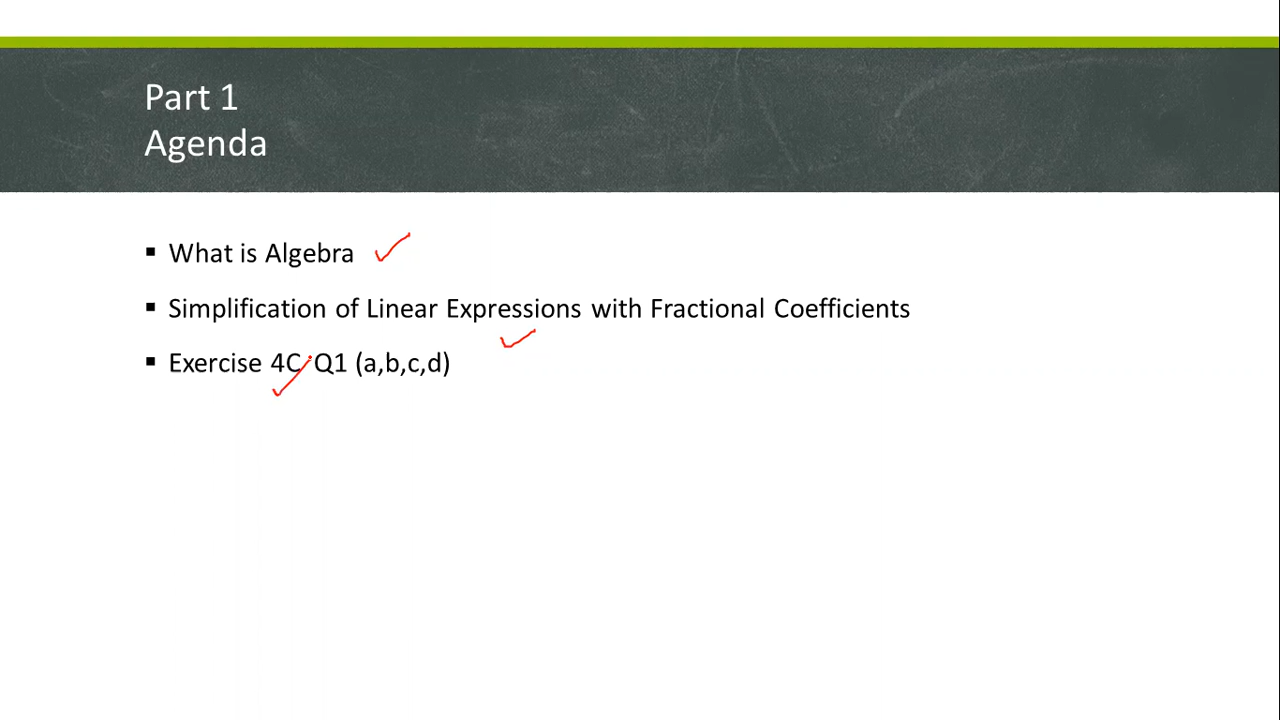 Part 1
Agenda
▪ What is Algebra
▪ Simplification of Linear Expressions with Fractional Coefficients
▪ Exercise 4C Q1 (a,b,c,d)